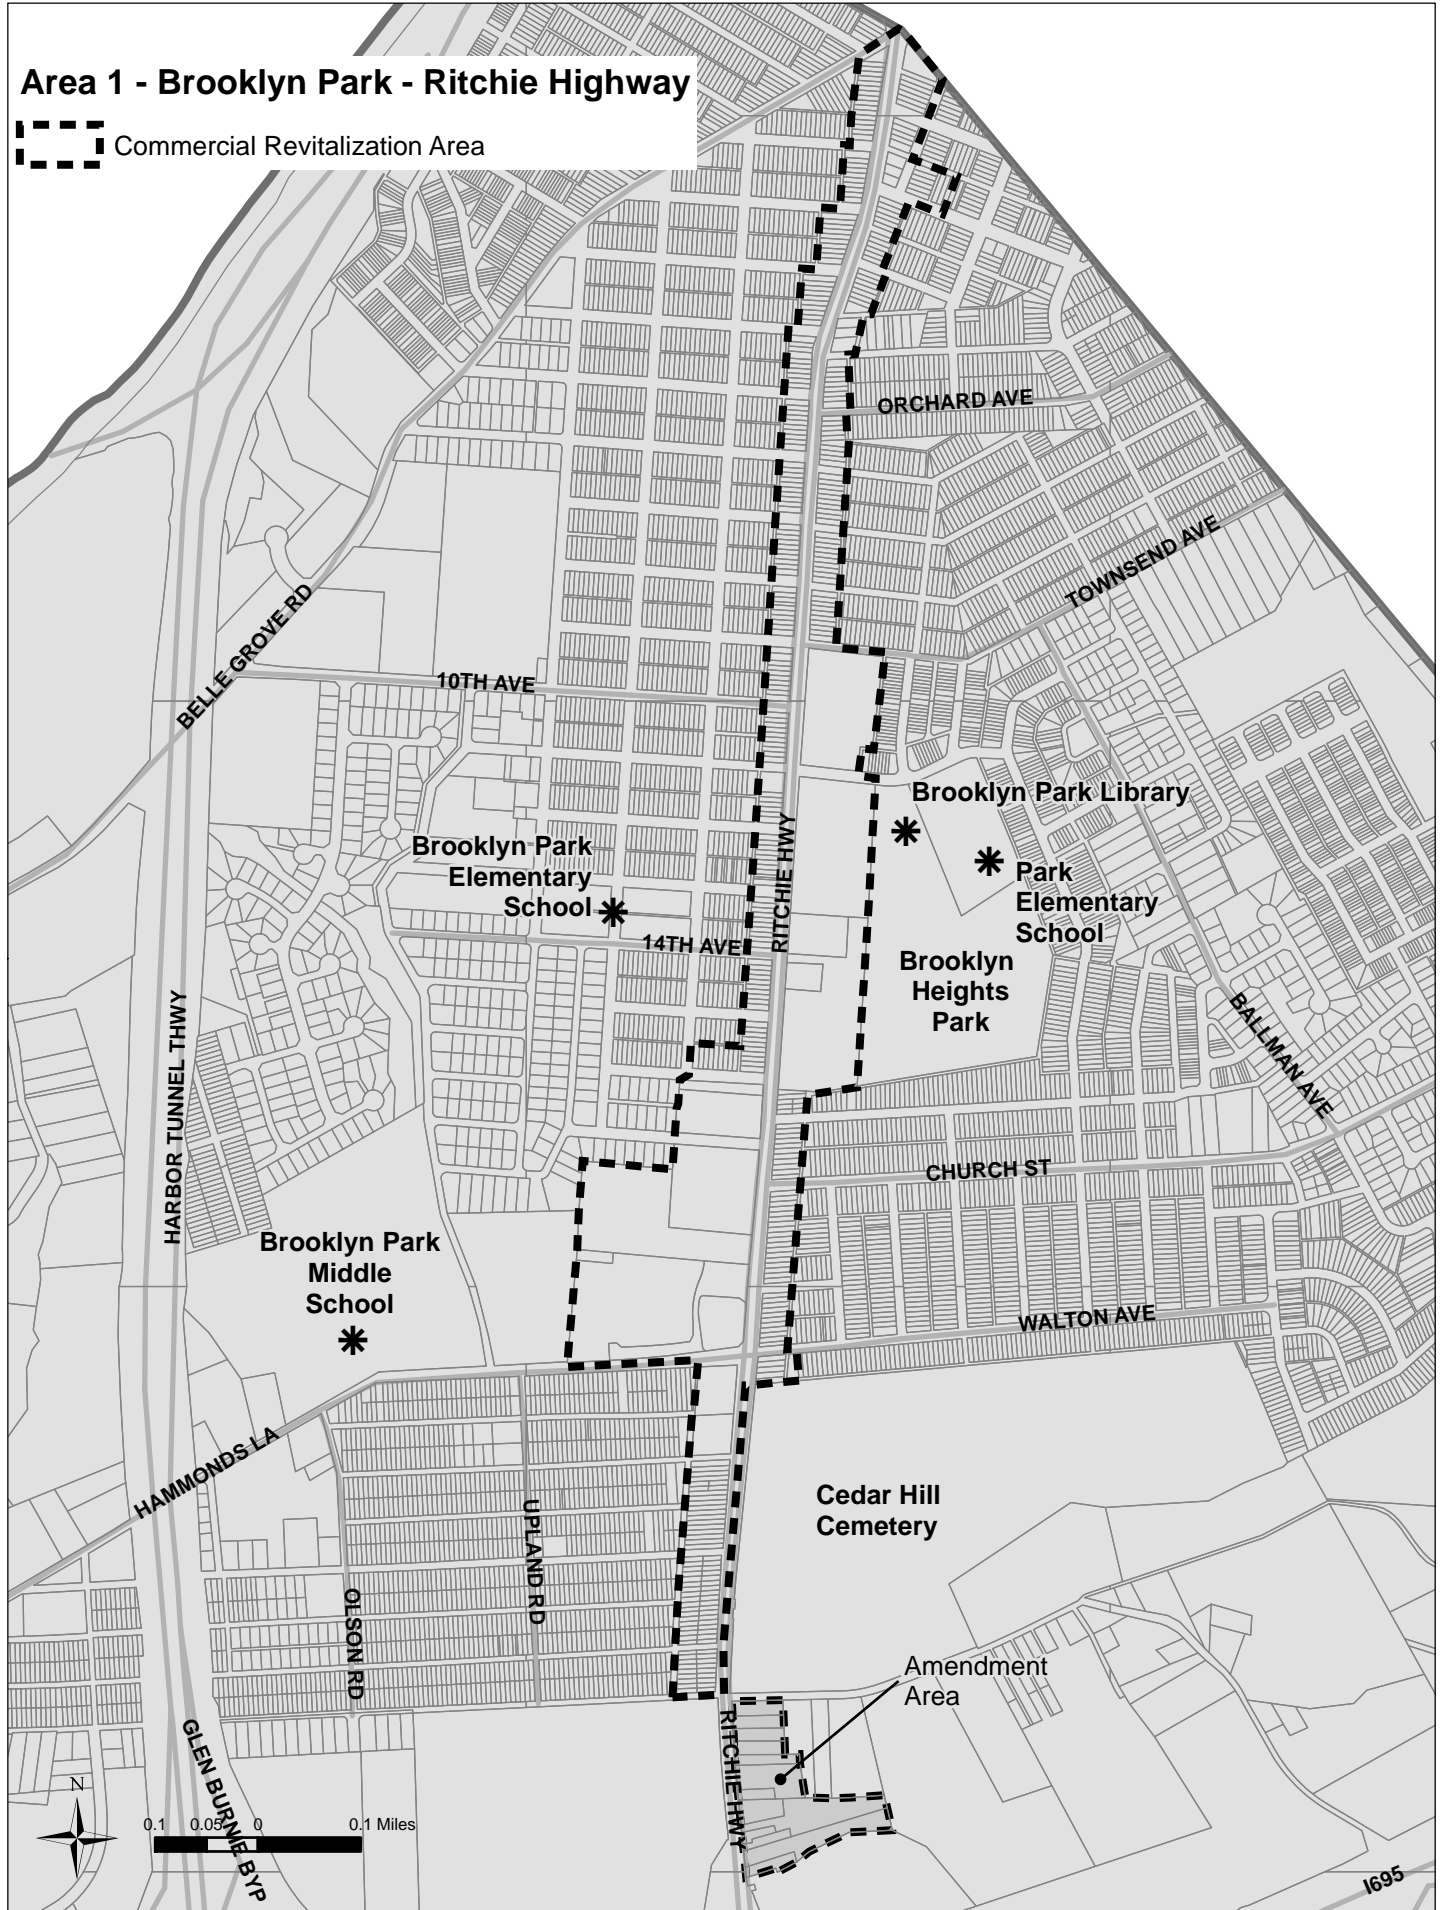 Area 1 - Brooklyn Park - Ritchie Highway
Commercial Revitalization Area
ORCHARD AVE
TOWNSEND AVE
BELLE GROVE RD
10TH AVE
Brooklyn Park Library
RITCHIE HWY
Brooklyn Park
Elementary
School
Park
Elementary
School
14TH AVE
Brooklyn
Heights
Park
HARBOR TUNNEL THWY
BALLMAN AVE
CHURCH ST
Brooklyn Park
Middle
School
WALTON AVE
HAMMONDS LA
Cedar Hill
Cemetery
UPLAND RD
OLSON RD
Amendment
Area
RITCHIE HWY
GLEN BURNIE BYP
N
0.1 0.05 0 0.1 Miles
I695